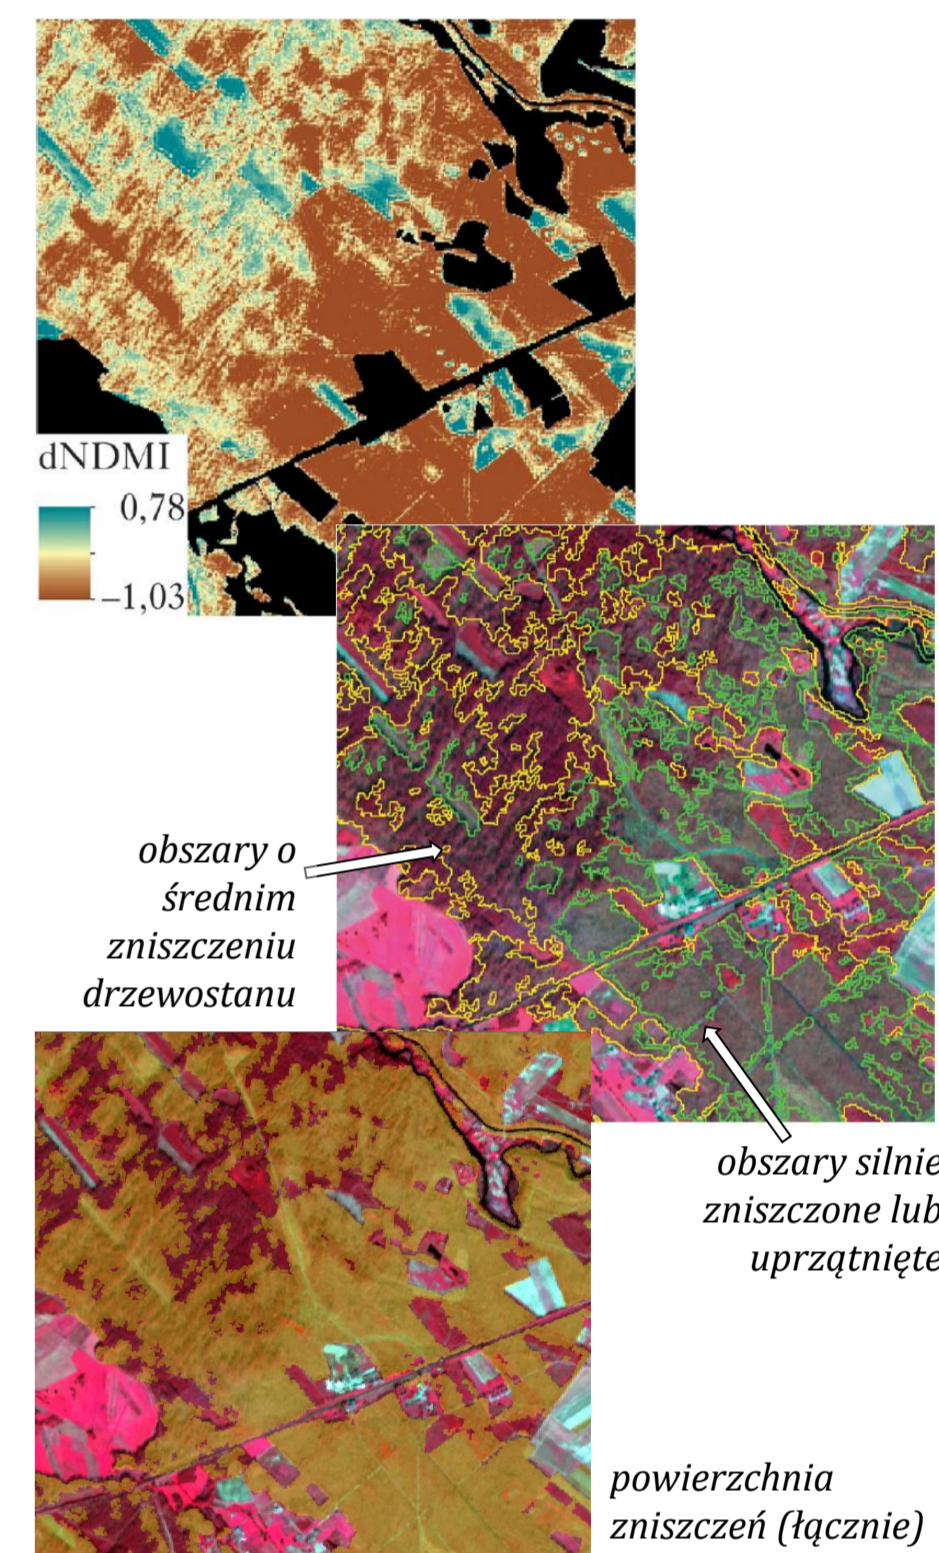 dNDMI
0,78
–1,03
obszary o
średnim
zniszczeniu
drzewostanu
obszary silnie
zniszczone lub
uprzątnięte
powierzchnia
zniszczeń (łącznie)